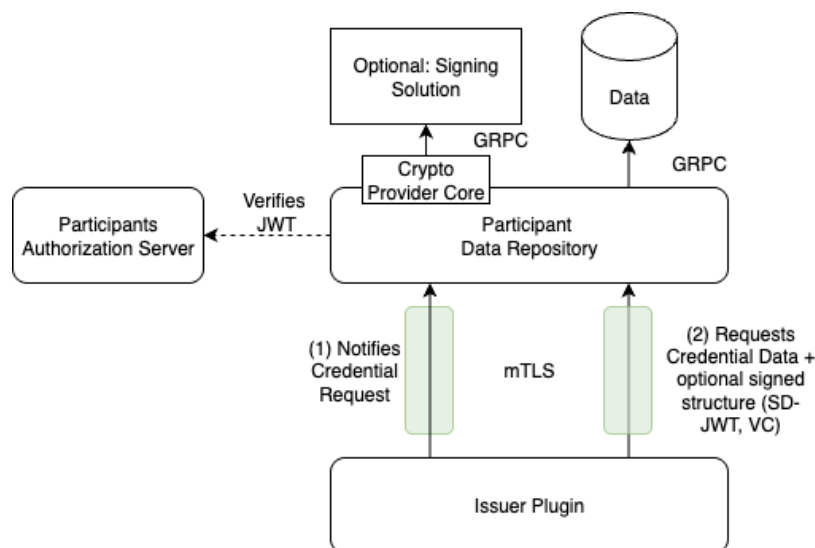 Optional: Signing
Solution
Data
GRPC
GRPC
Crypto
Provider Core
Verifies
JWT
Participants
Authorization Server
Participant
Data Repository
(1) Notifies
Credential
Request
mTLS
(2) Requests
Credential Data +
optional signed
structure (SD-
JWT, VC)
Issuer Plugin